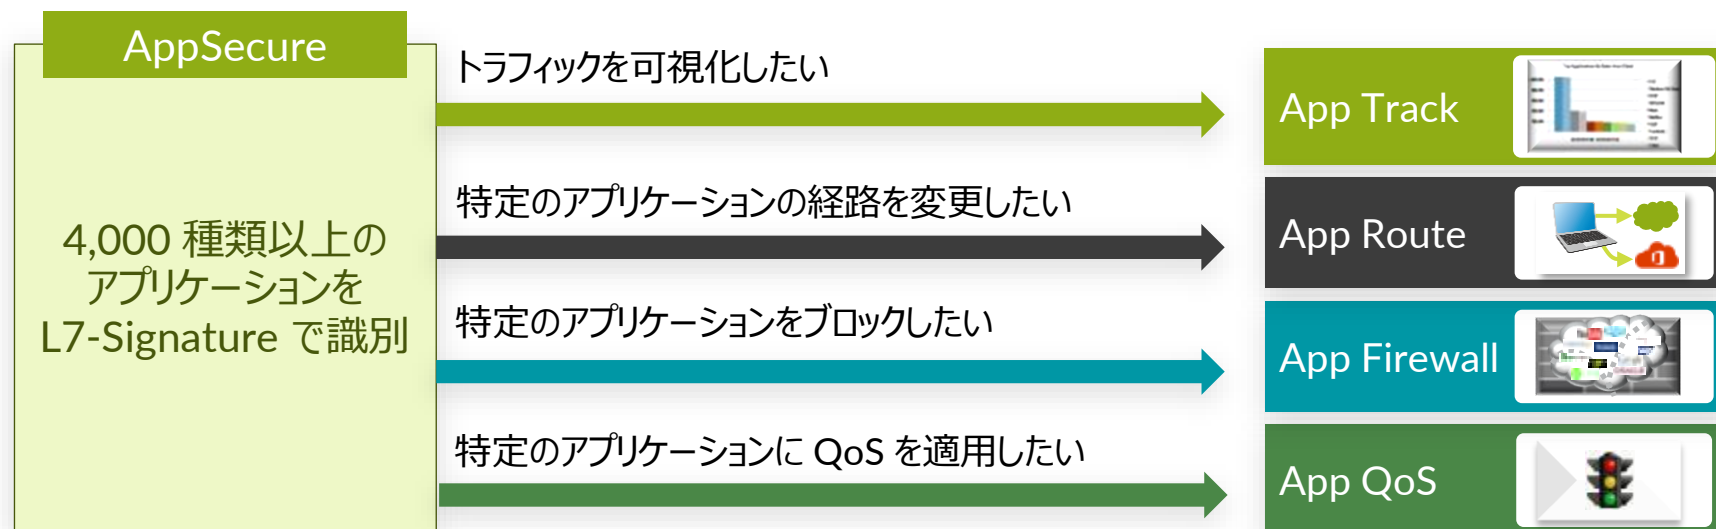 AppSecure
4,000 種類以上の
アプリケーションを
L7-Signature で識別
トラフィックを可視化したい
App Track
特定のアプリケーションの経路を変更したい
App Route
特定のアプリケーションをブロックしたい
App Firewall
特定のアプリケーションに QoS を適用したい
App QoS